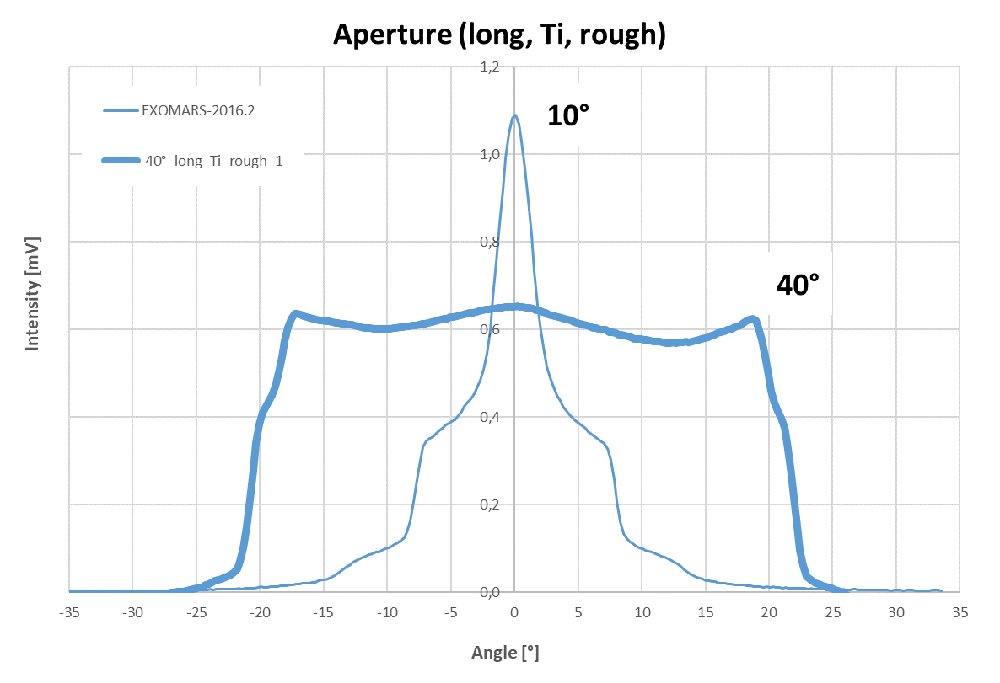 Aperture (long, Ti, rough)
1,2
EXOMARS-2016.2
10°
1,0
40°_long_Ti_rough_1
0,8
Intensity [mV]
40°
0,6
0,4
0,2
0,0
-35 -30 -25 -20 -15 -10 -5 0 5 10 15 20 25 30 35
Angle [°]